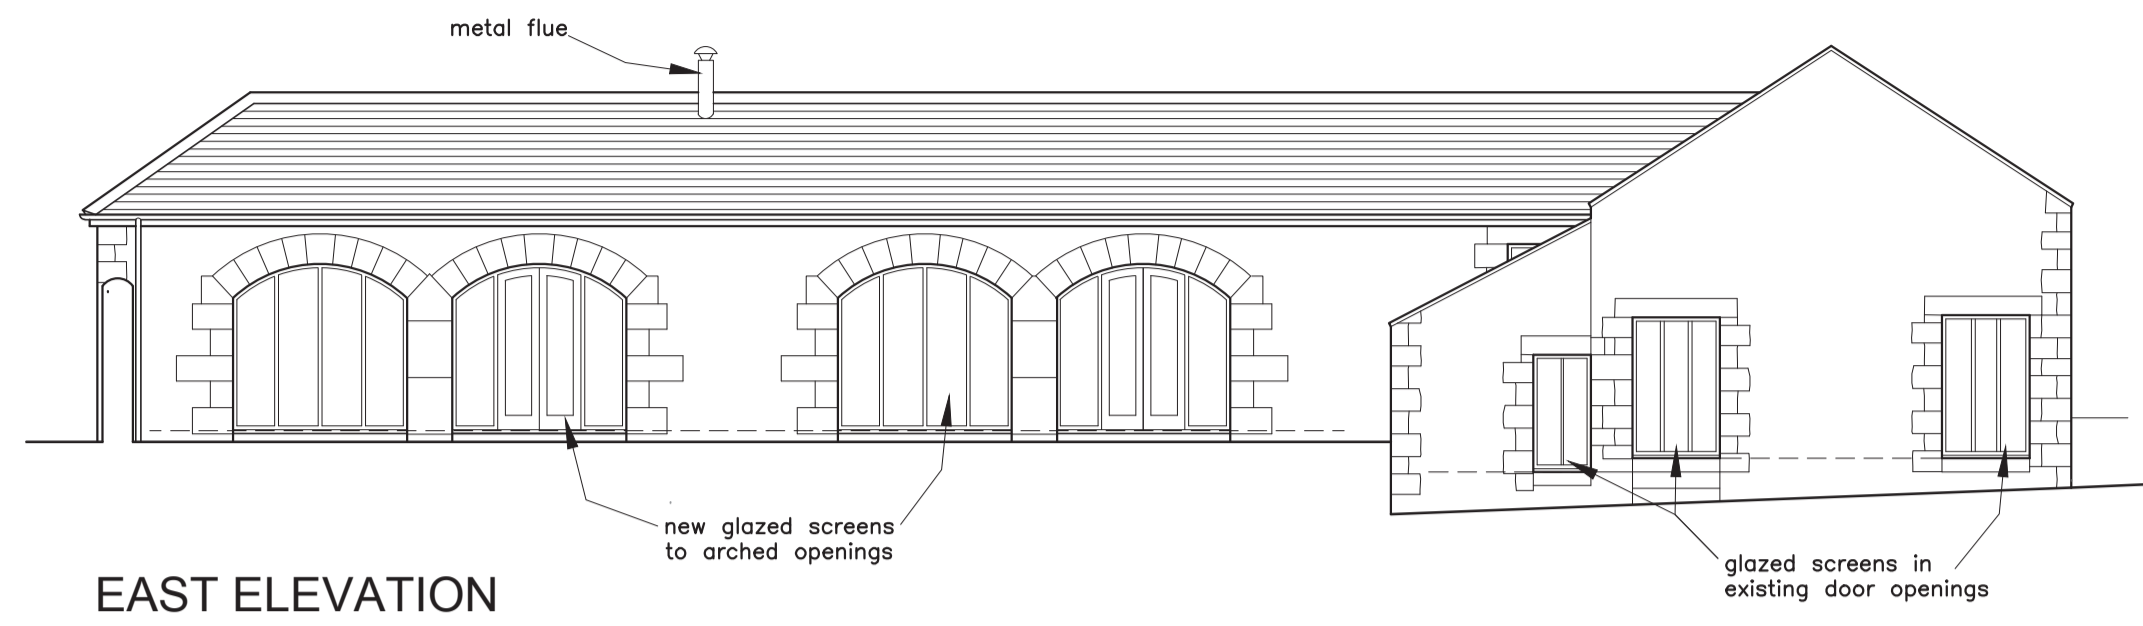 metal flue
new glazed screens
to arched openings
glazed screens in
existing door openings
EAST ELEVATION